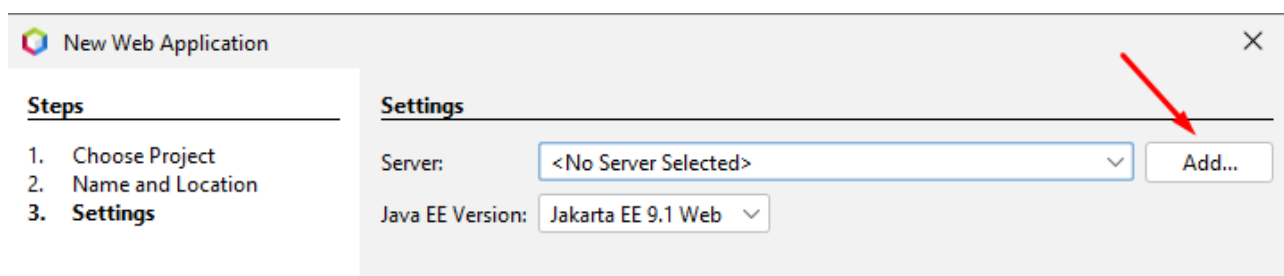 New Web Application
Steps
1. Choose Project
2. Name and Location
3. Settings
Settings
Server: <No Server Selected> Add...
Java EE Version: Jakarta EE 9.1 Web